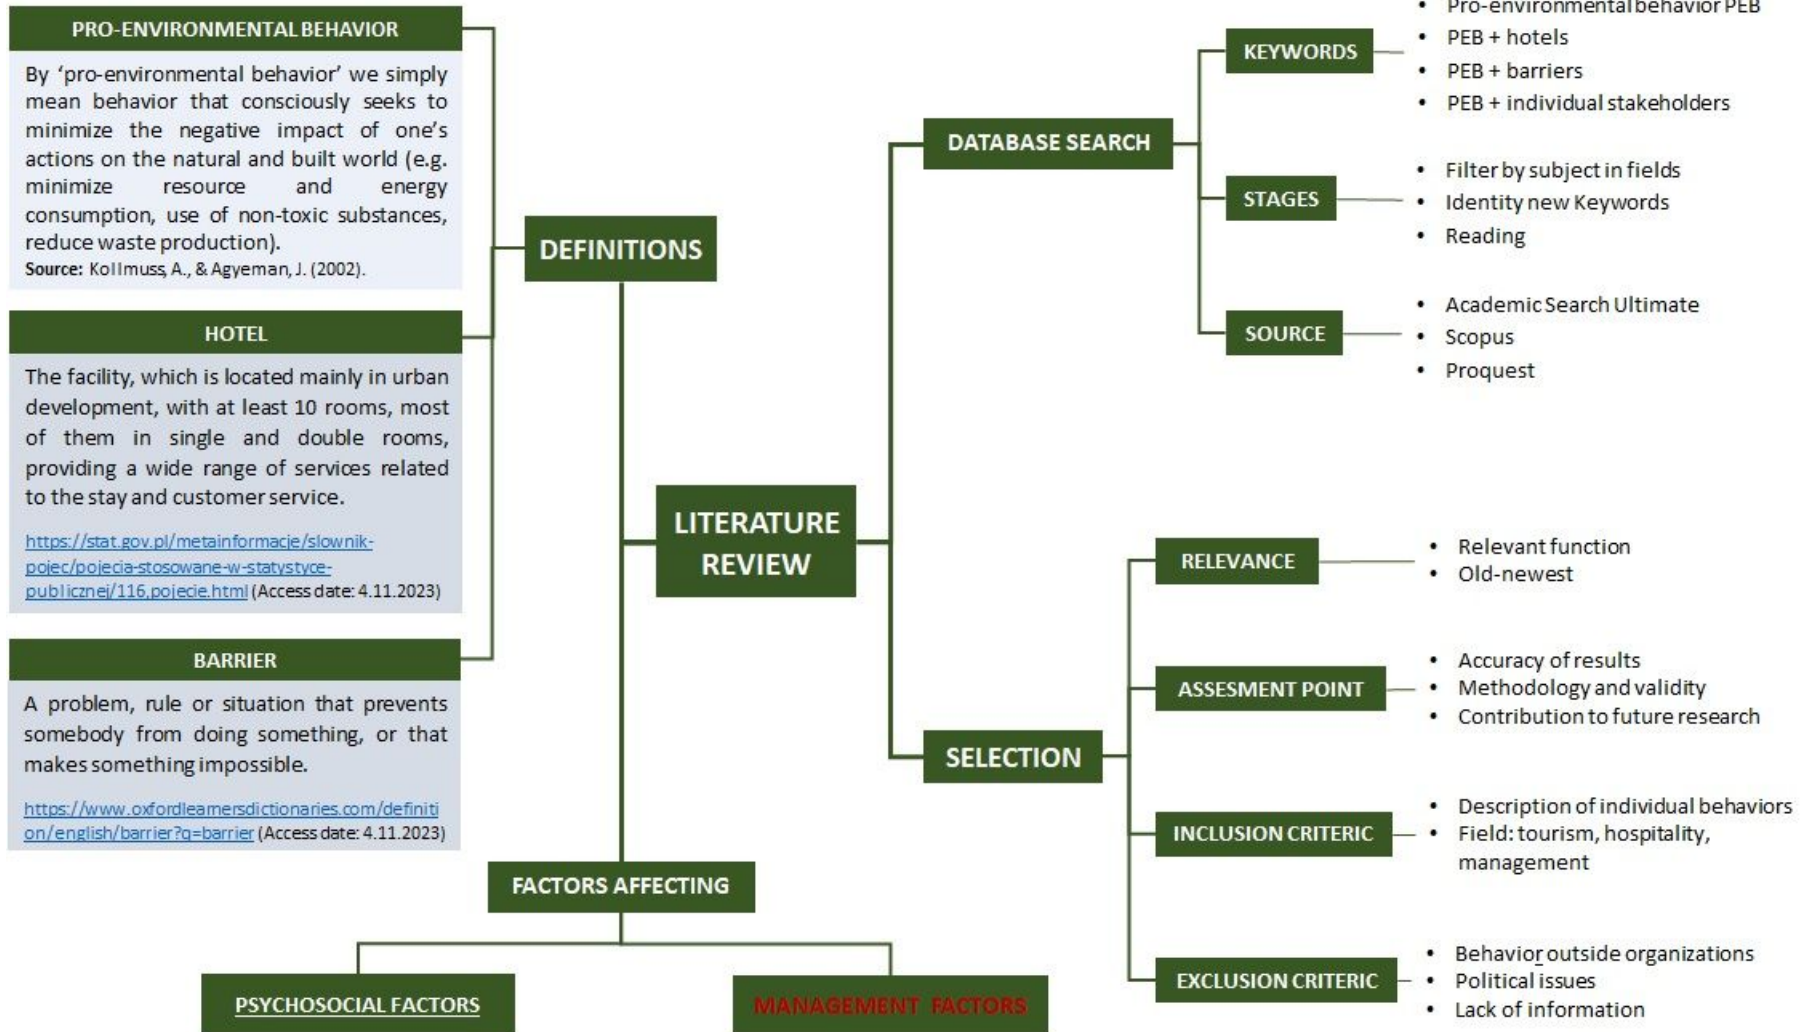 PRO-ENVIRONMENTAL BEHAVIOR
By ‘pro-environmental behavior’ we simply
mean behavior that consciously seeks to
minimize the negative impact of one’s
actions on the natural and built world (e.g.
minimize resource and energy
consumption, use of non-toxic substances,
reduce waste production).
Source: Kollmuss, A., & Agyeman, J. (2002).
HOTEL
The facility, which is located mainly in urban
development, with at least 10 rooms, most
of them in single and double rooms,
providing a wide range of services related
to the stay and customer service.
https://stat.gov.pl/metainformacje/slownik-
pojec/pojecia-stosowane-w-statystyce-
publicznej/116,pojecie.html (Access date: 4.11.2023)
BARRIER
A problem, rule or situation that prevents
somebody from doing something, or that
makes something impossible.
https://www.oxfordlearnersdictionaries.com/definiti
on/english/barrier?q=barrier (Access date: 4.11.2023)
DEFINITIONS
LITERATURE
REVIEW
FACTORS AFFECTING
PSYCHOSOCIAL FACTORS
MANAGEMENT FACTORS
DATABASE SEARCH
KEYWORDS
• Pro-environmental behavior PEB
• PEB + hotels
• PEB + barriers
• PEB + individual stakeholders
STAGES
• Filter by subject in fields
• Identity new Keywords
• Reading
SOURCE
• Academic Search Ultimate
• Scopus
• Proquest
SELECTION
RELEVANCE
• Relevant function
• Old-newest
ASSESMENT POINT
• Accuracy of results
• Methodology and validity
• Contribution to future research
INCLUSION CRITERIC
• Description of individual behaviors
• Field: tourism, hospitality,
management
EXCLUSION CRITERIC
• Behavior outside organizations
• Political issues
• Lack of information